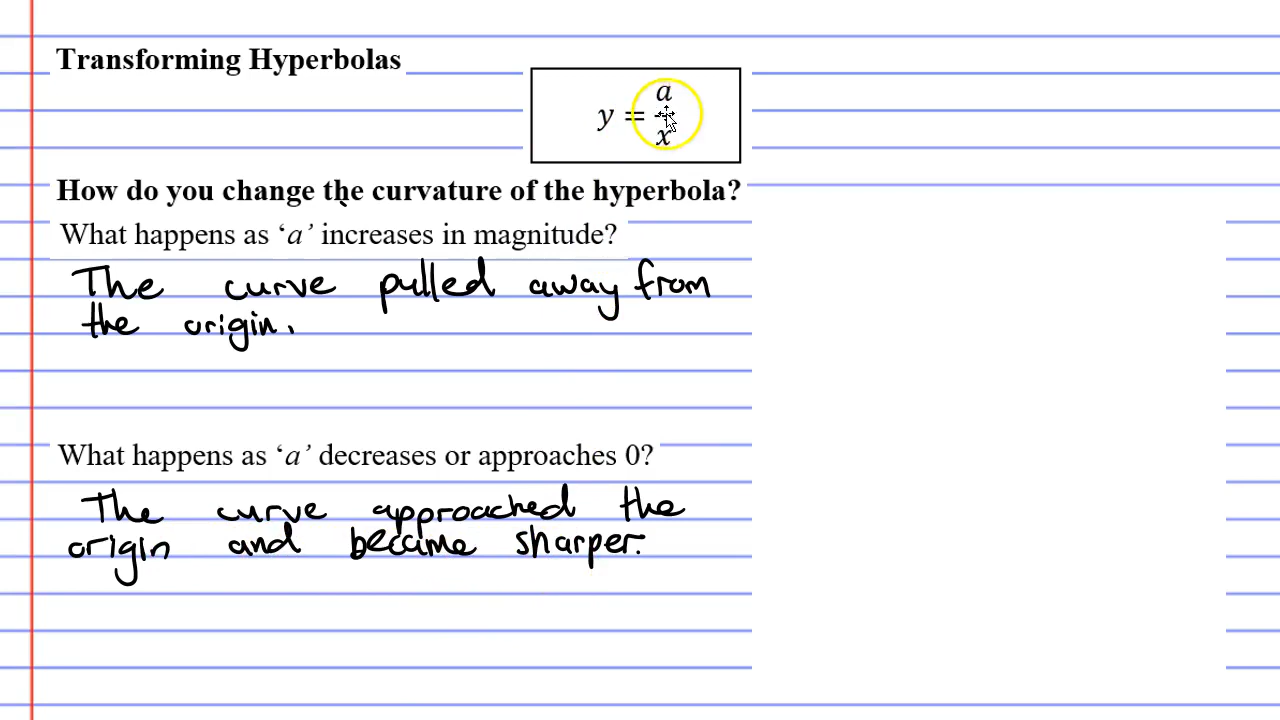 Transforming Hyperbolas
y = a/x
How do you change the curvature of the hyperbola?
What happens as ‘a’ increases in magnitude?
The curve pulled away from
the origin.
What happens as ‘a’ decreases or approaches 0?
The curve approached the
origin and became sharper.